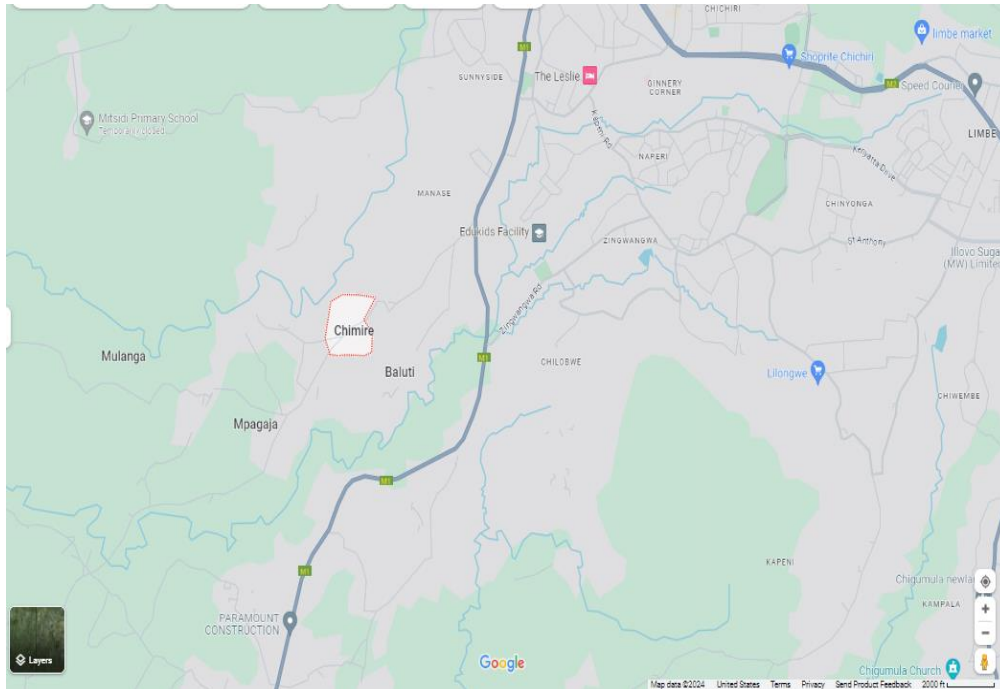 CHICHIRI
limbe market
M1
SUNNYSIDE
The Leslie
Shoprite Chichiri
GINNERY
CORNER
M1
Speed Courier
Mitsidi Primary School
Temporarily closed
Kapeni Rd
LIMBE
NAPERI
Kenyatta Drive
MANASE
CHINYONGA
Edukids Facility
ZINGWANGWA
St Anthony
Illovo Suga
(MW) Limited
Zingwangwa Rd
Chimire
Mulanga
M1
CHILOBWE
Baluti
Lilongwe
CHIWEMBE
Mpagaja
M1
KAPENI
M1
Chigumula newla
KAMPALA
PARAMOUNT
CONSTRUCTION
Layers
Google
Chigumula Church
Map data ©2024 United States Terms Privacy Send Product Feedback 2000 ft